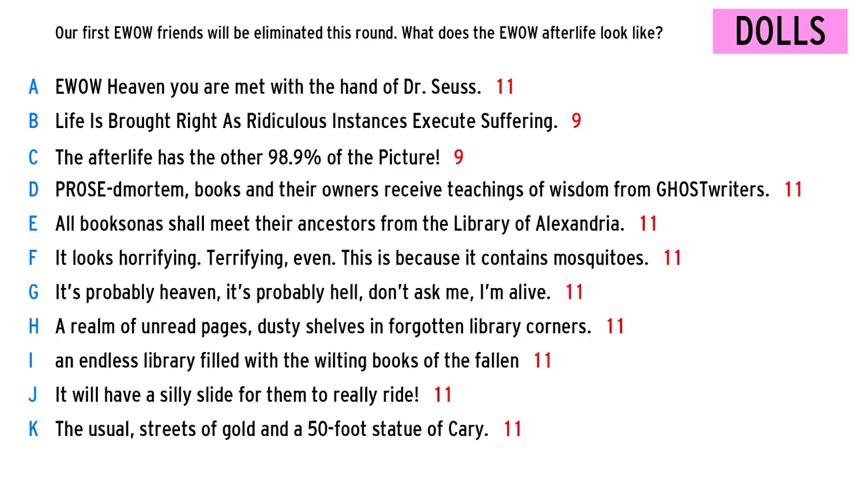 Our first EWOW friends will be eliminated this round. What does the EWOW afterlife look like?
DOLLS
A EWOW Heaven you are met with the hand of Dr. Seuss. 11
B Life Is Brought Right As Ridiculous Instances Execute Suffering. 9
C The afterlife has the other 98.9% of the Picture! 9
D PROSE-dmortem, books and their owners receive teachings of wisdom from GHOSTwriters. 11
E All booksonas shall meet their ancestors from the Library of Alexandria. 11
F It looks horrifying. Terrifying, even. This is because it contains mosquitoes. 11
G It's probably heaven, it's probably hell, don't ask me, I'm alive. 11
H A realm of unread pages, dusty shelves in forgotten library corners. 11
I an endless library filled with the wilting books of the fallen 11
J It will have a silly slide for them to really ride! 11
K The usual, streets of gold and a 50-foot statue of Cary. 11